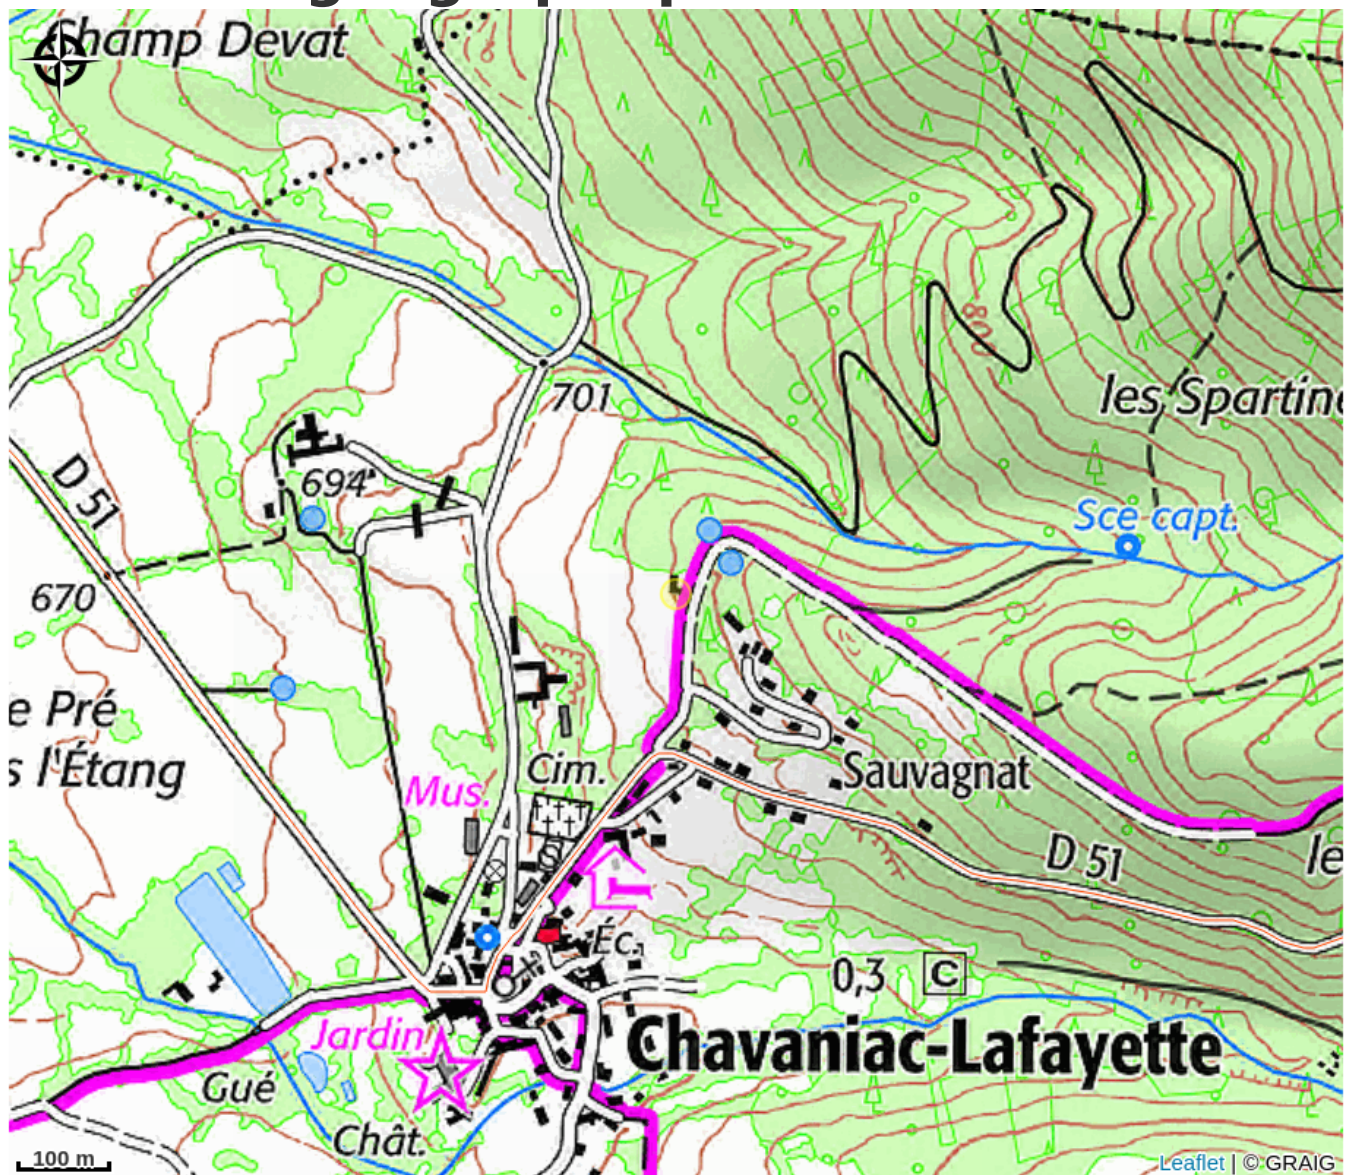 Champ Devat
800
701
les Spartine
D 51
694
Sce capt.
670
e Pré
s l'Étang
Mus.
Cim.
Sauvagnat
D 51
le
Éc.
0,3 C
Jardin
Chavaniac-Lafayette
Gué
Chât.
100 m
Leaflet | © GRAIG